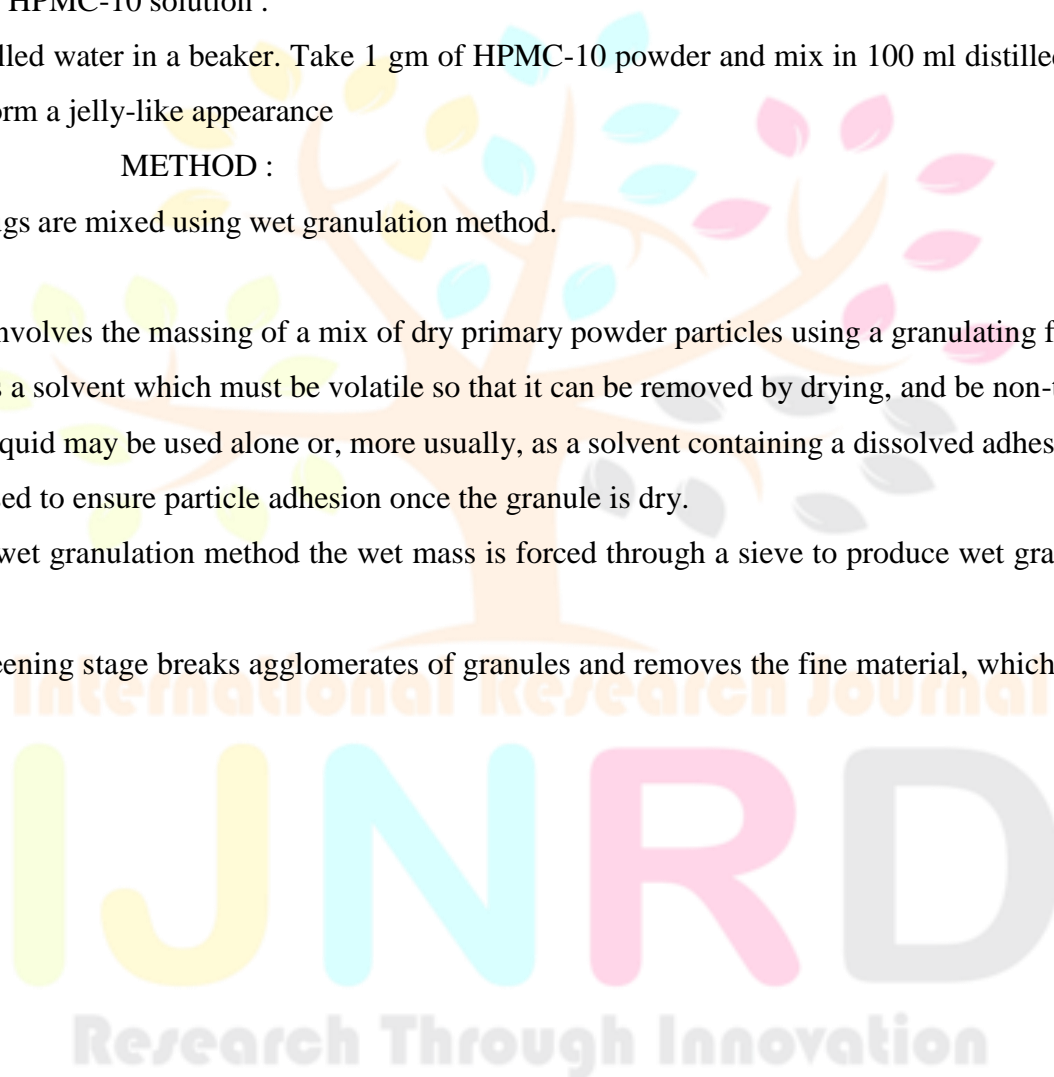 HPMC-10 solution :
lled water in a beaker. Take 1 gm of HPMC-10 powder and mix in 100 ml distilled
orm a jelly-like appearance
METHOD :
gs are mixed using wet granulation method.
nvolves the massing of a mix of dry primary powder particles using a granulating f
s a solvent which must be volatile so that it can be removed by drying, and be non-t
quid may be used alone or, more usually, as a solvent containing a dissolved adhes
sed to ensure particle adhesion once the granule is dry.
wet granulation method the wet mass is forced through a sieve to produce wet gra
eening stage breaks agglomerates of granules and removes the fine material, which
International Research Journal
IJNRD
Research Through Innovation